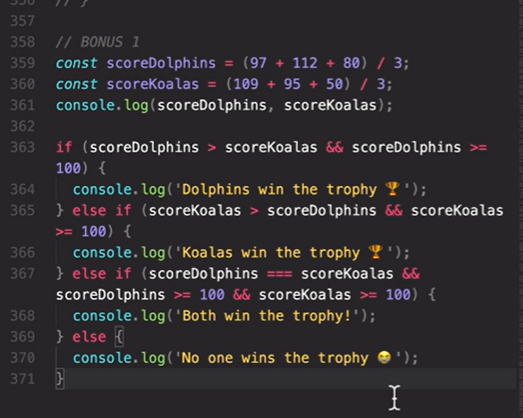 356 // }
357
358 // BONUS 1
359 const scoreDolphins = (97 + 112 + 80) / 3;
360 const scoreKoalas = (109 + 95 + 50) / 3;
361 console.log(scoreDolphins, scoreKoalas);
362
363 if (scoreDolphins > scoreKoalas && scoreDolphins >=
100) {
364 console.log('Dolphins win the trophy 🏆');
365 } else if (scoreKoalas > scoreDolphins && scoreKoalas
>= 100) {
366 console.log('Koalas win the trophy 🏆');
367 } else if (scoreDolphins === scoreKoalas &&
scoreDolphins >= 100 && scoreKoalas >= 100) {
368 console.log('Both win the trophy!');
369 } else {
370 console.log('No one wins the trophy 😂');
371 }